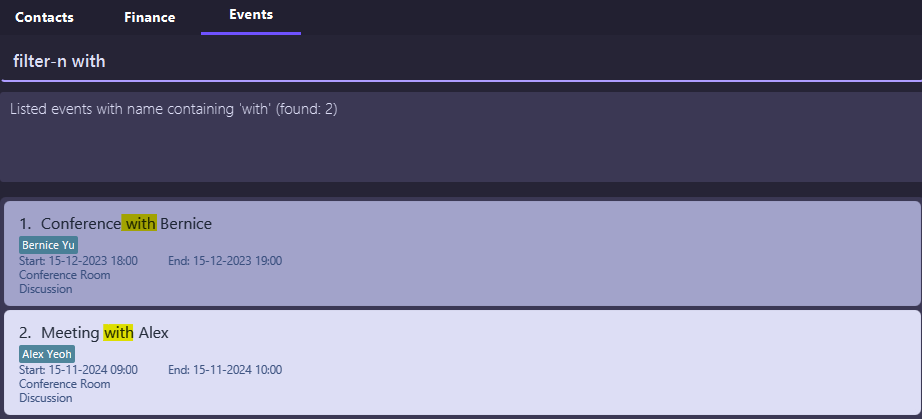 Contacts Finance Events
filter-n with
Listed events with name containing 'with' (found: 2)
1. Conference with Bernice
Bernice Yu
Start: 15-12-2023 18:00 End: 15-12-2023 19:00
Conference Room
Discussion
2. Meeting with Alex
Alex Yeoh
Start: 15-11-2024 09:00 End: 15-11-2024 10:00
Conference Room
Discussion